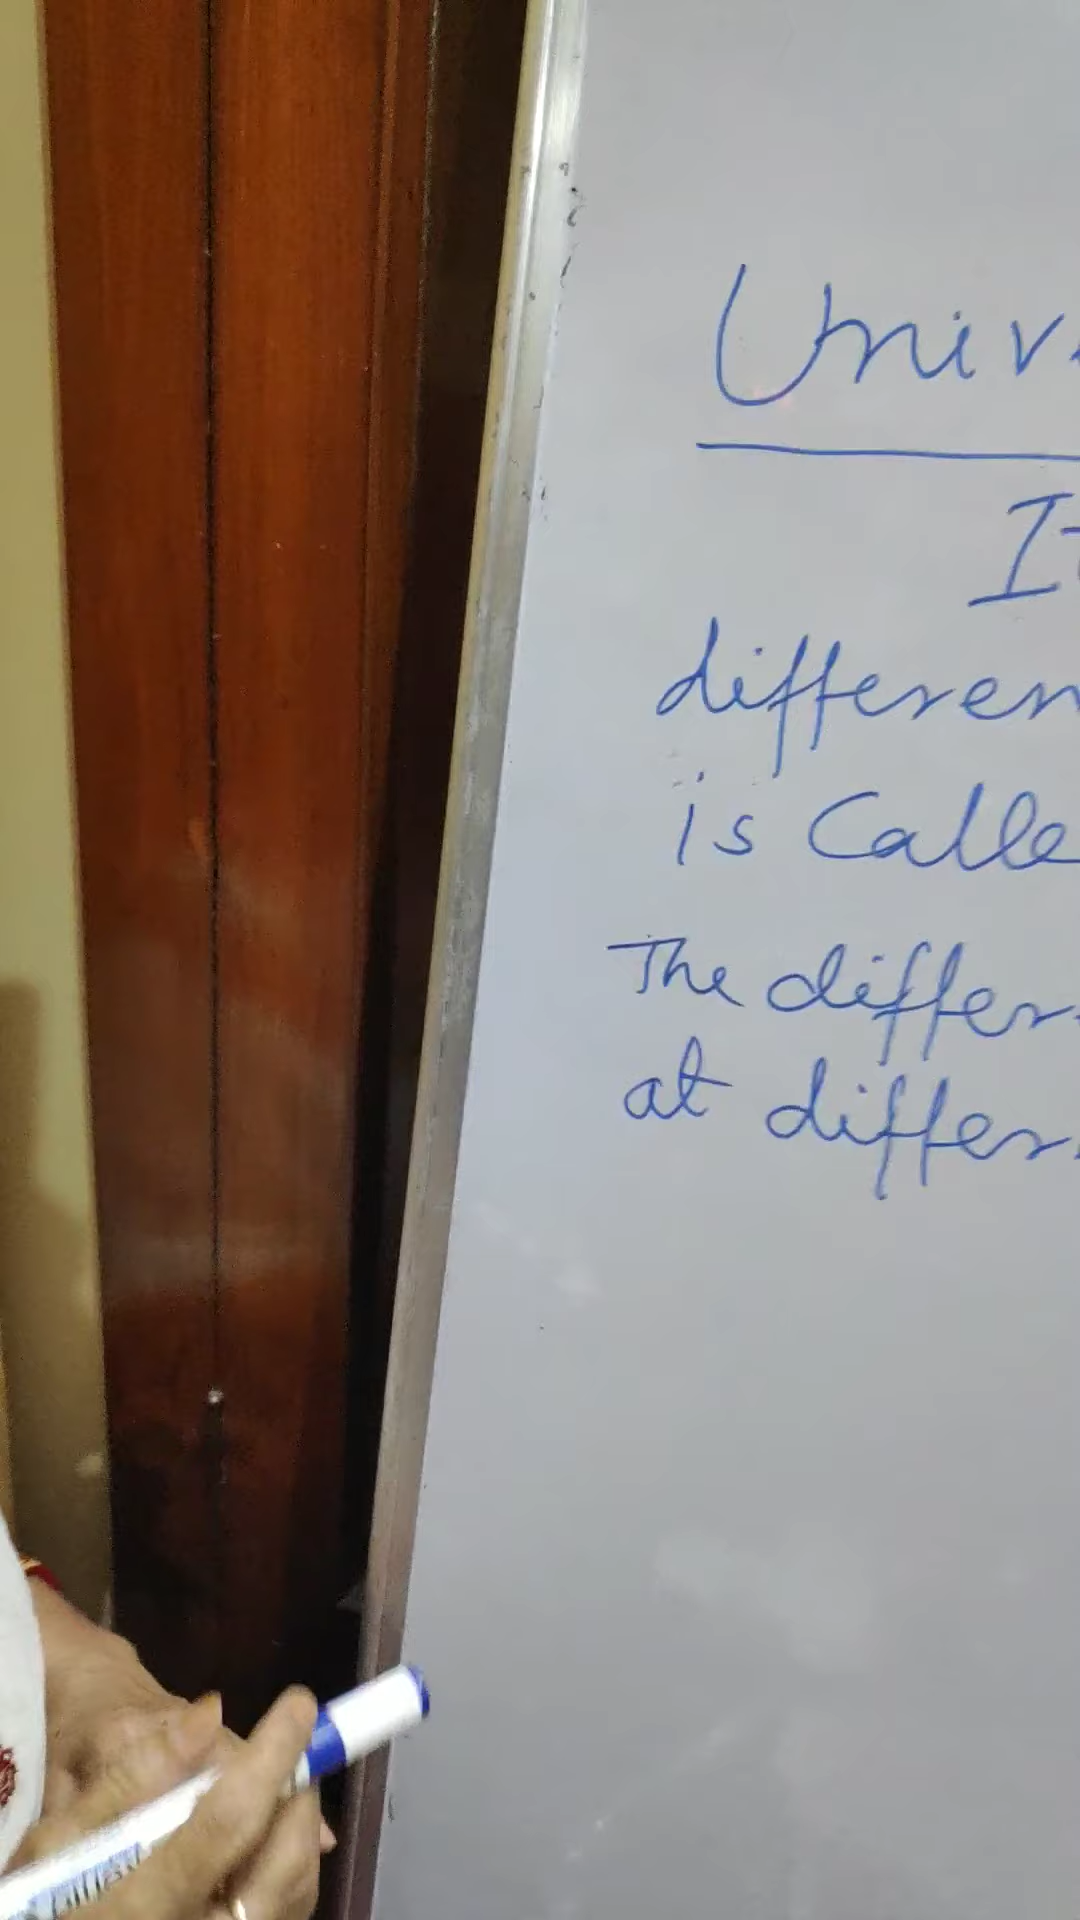 Univ
It
differen
is Calle
The differ
at differ